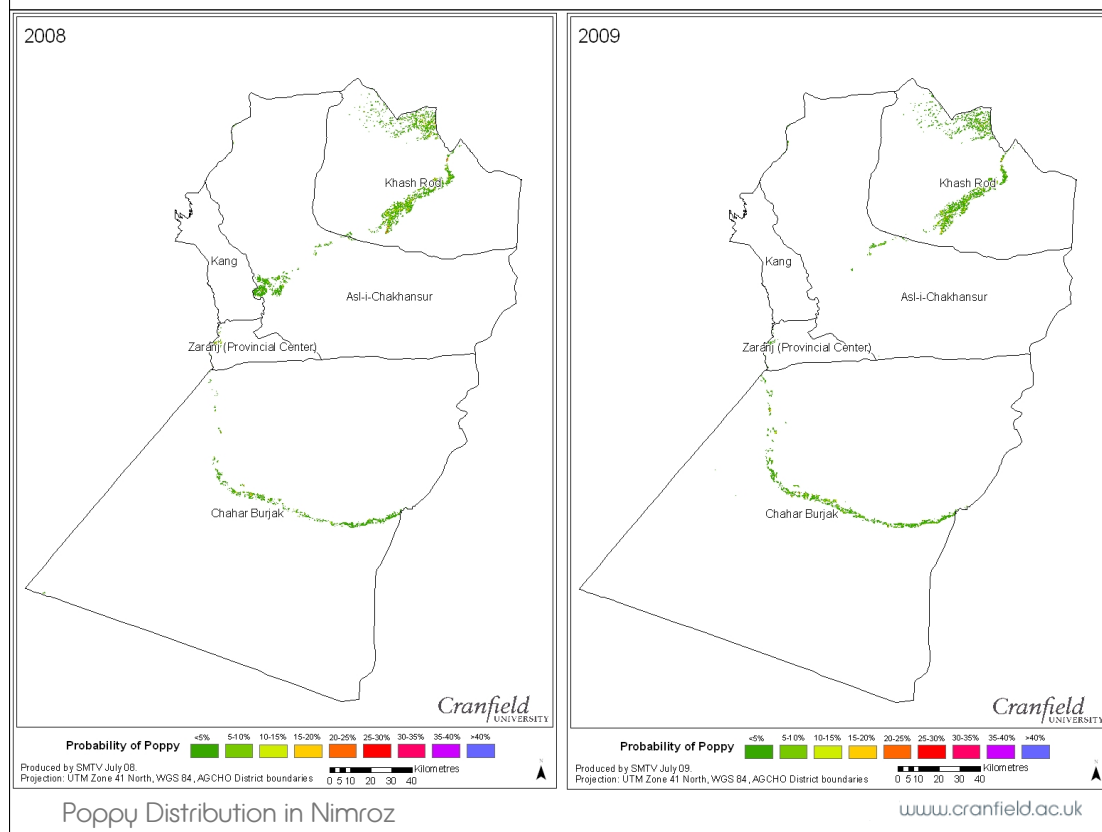 2008
Khash Rod
Kang
Asl-i-Chakhansur
Zaranj (Provincial Center)
Chahar Burjak
Cranfield
UNIVERSITY
Probability of Poppy
<5% 5-10% 10-15% 15-20% 20-25% 25-30% 30-35% 35-40% >40%
Produced by SMTV July 08.
Projection: UTM Zone 41 North, WGS 84, AGCHO District boundaries
Kilometres
0 5 10 20 30 40
N
2009
Khash Rod
Kang
Asl-i-Chakhansur
Zaranj (Provincial Center)
Chahar Burjak
Cranfield
UNIVERSITY
Probability of Poppy
<5% 5-10% 10-15% 15-20% 20-25% 25-30% 30-35% 35-40% >40%
Produced by SMTV July 09.
Projection: UTM Zone 41 North, WGS 84, AGCHO District boundaries
Kilometres
0 5 10 20 30 40
N
Poppy Distribution in Nimroz
www.cranfield.ac.uk